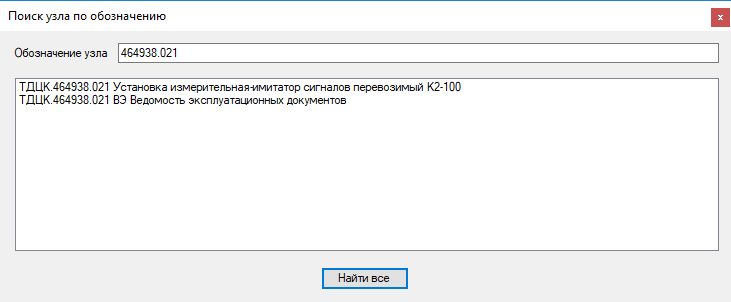 Поиск узла по обозначению
x
Обозначение узла 464938.021
ТДЦК.464938.021 Установка измерительная-имитатор сигналов перевозимый К2-100
ТДЦК.464938.021 ВЭ Ведомость эксплуатационных документов
Найти все